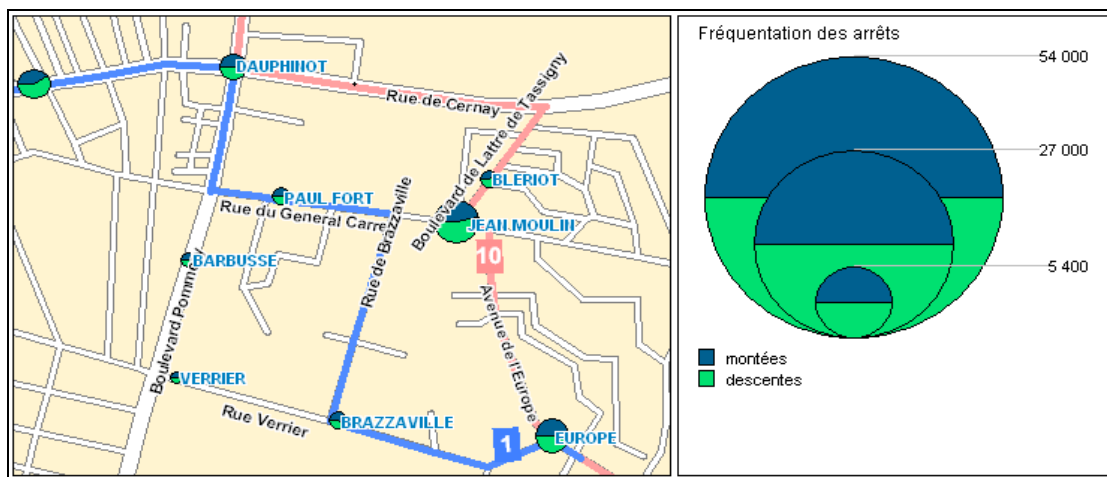 DAUPHINOT
Rue de Cernay
Boulevard de Lattre de Tassigny
BLERIOT
PAUL FORT
Rue du General Carre
JEAN MOULIN
Rue de Brazzaville
10
BARBUSSE
Boulevard Pommery
Avenue de l'Europe
VERRIER
Rue Verrier
BRAZZAVILLE
1
EUROPE
Fréquentation des arrêts
54 000
27 000
5 400
montées
descentes